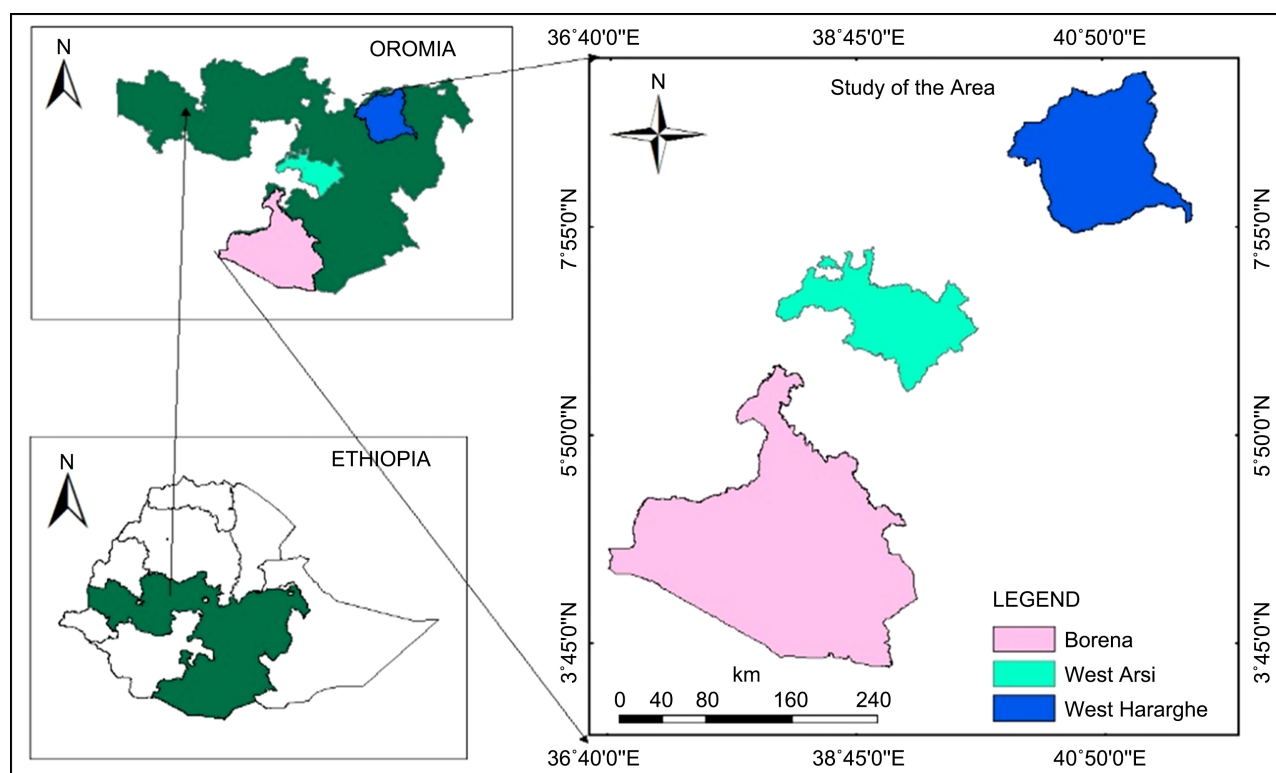 N
OROMIA
N
ETHIOPIA
36°40'0"E 38°45'0"E 40°50'0"E
N
Study of the Area
7°55'0"N 7°55'0"N
5°50'0"N 5°50'0"N
3°45'0"N 3°45'0"N
LEGEND
Borena
West Arsi
West Hararghe
km
0 40 80 160 240
36°40'0"E 38°45'0"E 40°50'0"E